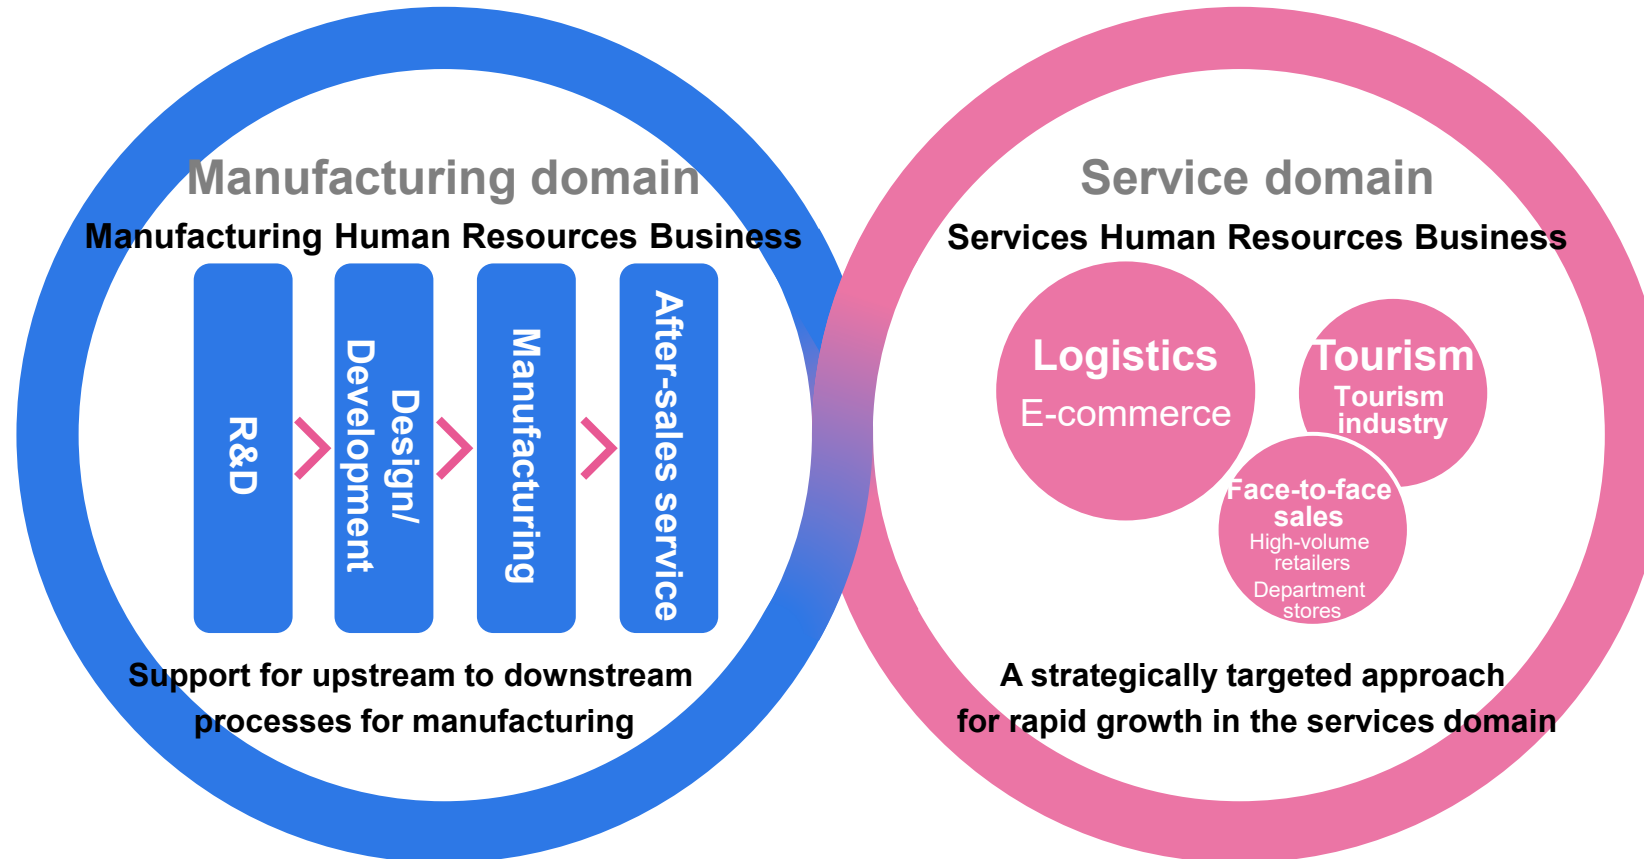 Manufacturing domain
Manufacturing Human Resources Business
R&D
Design/
Development
Manufacturing
After-sales service
Support for upstream to downstream
processes for manufacturing
Service domain
Services Human Resources Business
Logistics
E-commerce
Tourism
Tourism
industry
Face-to-face
sales
High-volume
retailers
Department
stores
A strategically targeted approach
for rapid growth in the services domain